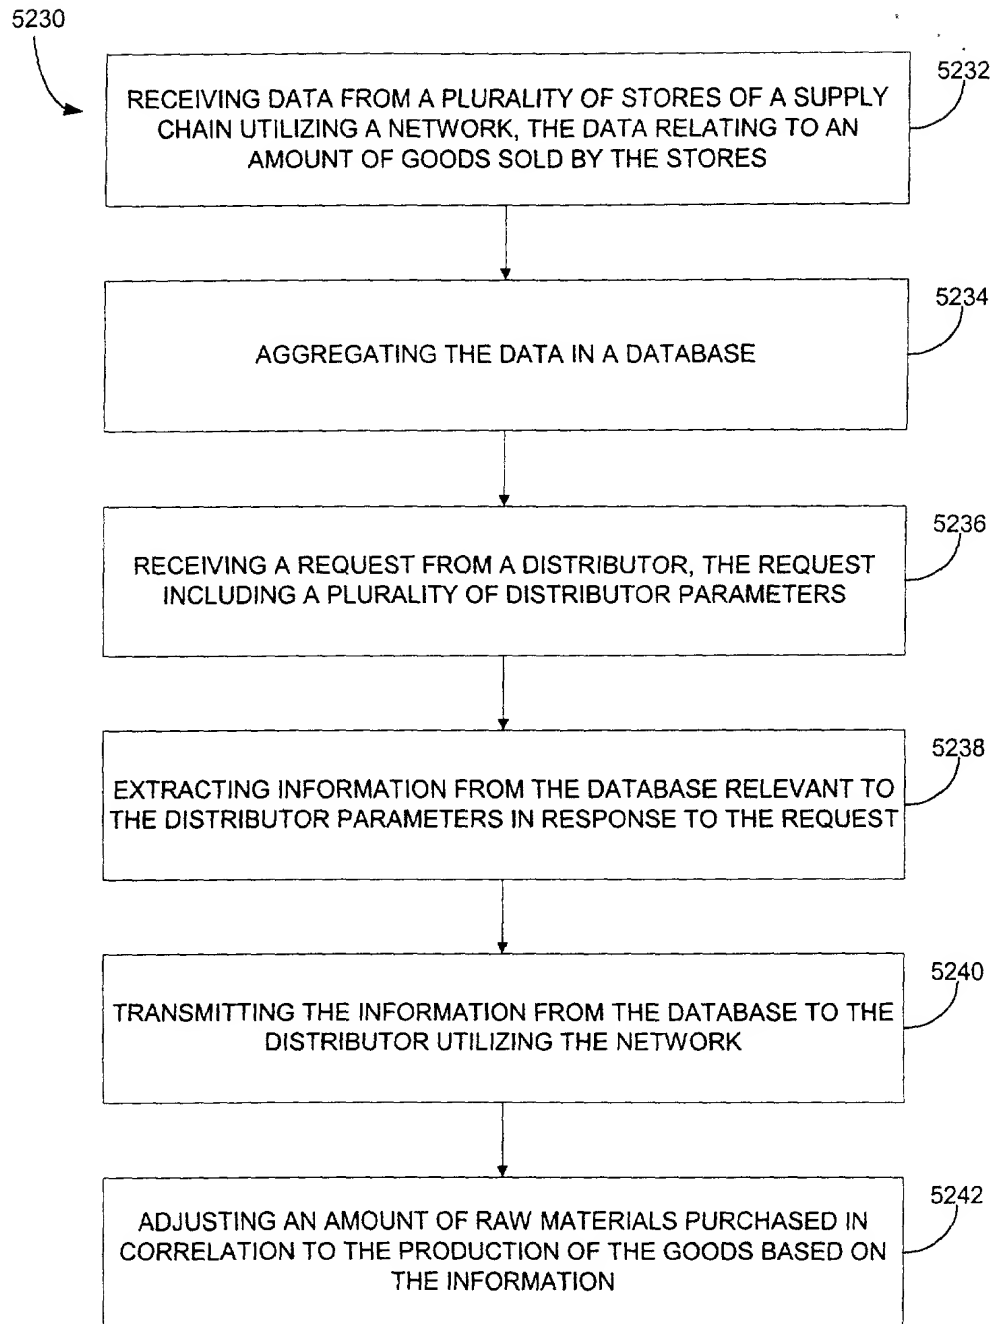 5230
5232
RECEIVING DATA FROM A PLURALITY OF STORES OF A SUPPLY
CHAIN UTILIZING A NETWORK, THE DATA RELATING TO AN
AMOUNT OF GOODS SOLD BY THE STORES
5234
AGGREGATING THE DATA IN A DATABASE
5236
RECEIVING A REQUEST FROM A DISTRIBUTOR, THE REQUEST
INCLUDING A PLURALITY OF DISTRIBUTOR PARAMETERS
5238
EXTRACTING INFORMATION FROM THE DATABASE RELEVANT TO
THE DISTRIBUTOR PARAMETERS IN RESPONSE TO THE REQUEST
5240
TRANSMITTING THE INFORMATION FROM THE DATABASE TO THE
DISTRIBUTOR UTILIZING THE NETWORK
5242
ADJUSTING AN AMOUNT OF RAW MATERIALS PURCHASED IN
CORRELATION TO THE PRODUCTION OF THE GOODS BASED ON
THE INFORMATION